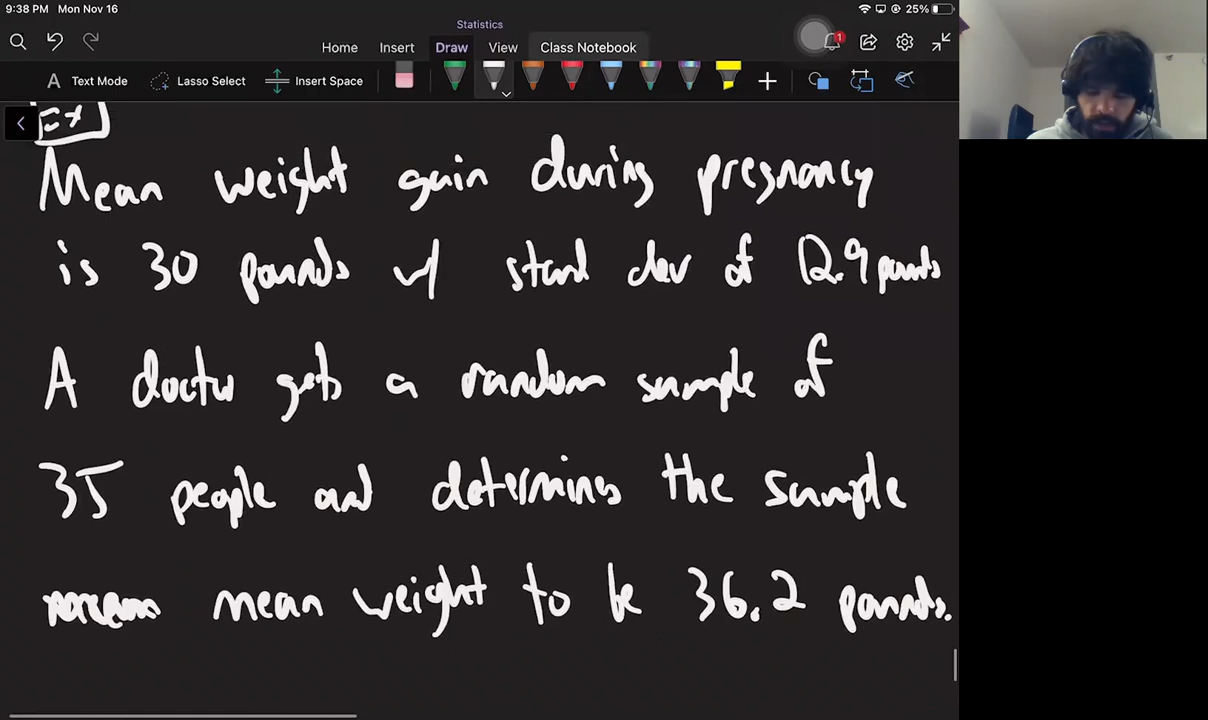 9:38 PM Mon Nov 16
25%
Statistics
Home Insert Draw View Class Notebook
1
A Text Mode Lasso Select Insert Space
Ex
Mean weight gain during pregnancy
is 30 pounds w/ stand dev of 12.9 pounds
A doctor gets a random sample of
35 people and determines the sample
mean weight to be 36.2 pounds.